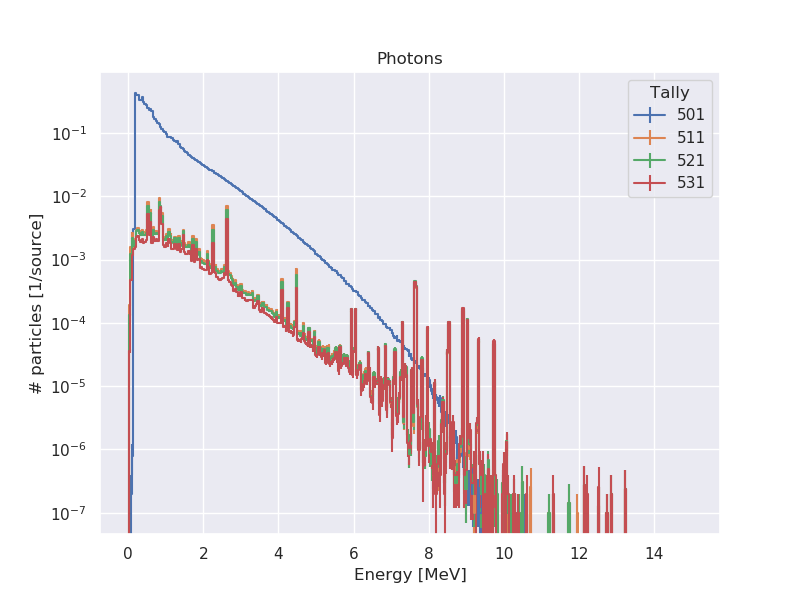 Photons
# particles [1/source]
10⁻¹
10⁻²
10⁻³
10⁻⁴
10⁻⁵
10⁻⁶
10⁻⁷
Tally
501
511
521
531
0 2 4 6 8 10 12 14
Energy [MeV]